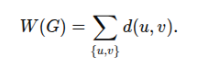 W(G) = \sum_{\{u,v\}} d(u, v).